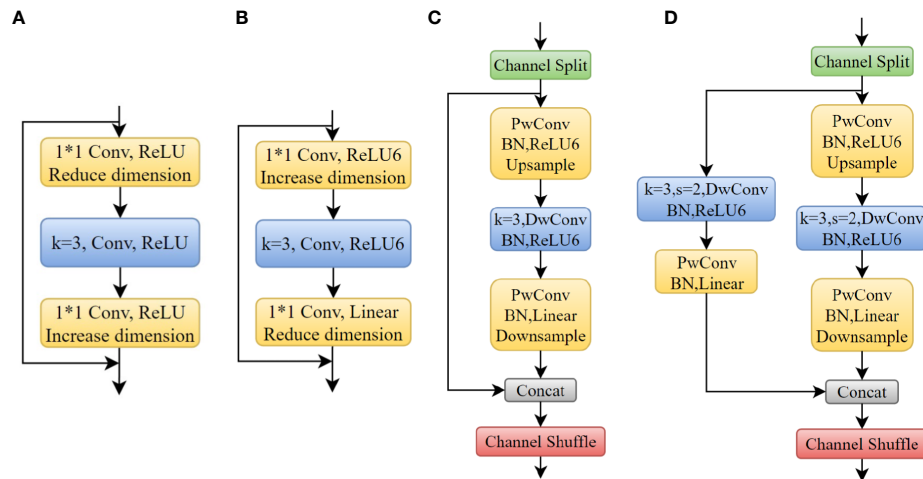 A
1*1 Conv, ReLU
Reduce dimension
k=3, Conv, ReLU
1*1 Conv, ReLU
Increase dimension
B
1*1 Conv, ReLU6
Increase dimension
k=3, Conv, ReLU6
1*1 Conv, Linear
Reduce dimension
C
Channel Split
PwConv
BN,ReLU6
Upsample
k=3,DwConv
BN,ReLU6
PwConv
BN,Linear
Downsample
Concat
Channel Shuffle
D
Channel Split
k=3,s=2,DwConv
BN,ReLU6
PwConv
BN,Linear
PwConv
BN,ReLU6
Upsample
k=3,s=2,DwConv
BN,ReLU6
PwConv
BN,Linear
Downsample
Concat
Channel Shuffle